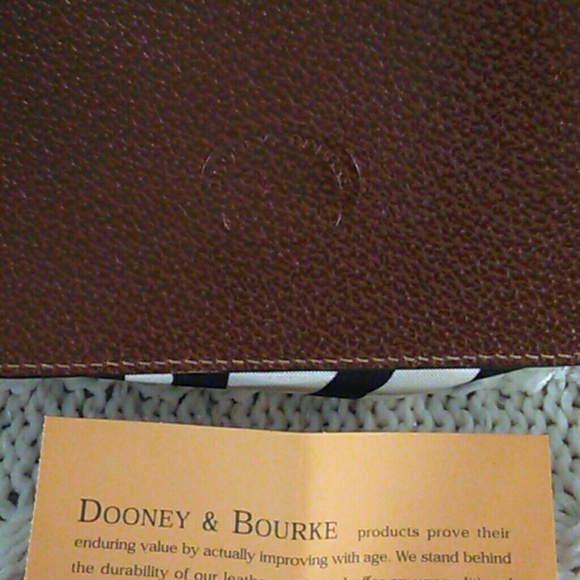 DOONEY & BOURKE products prove their
enduring value by actually improving with age. We stand behind
the durability of our